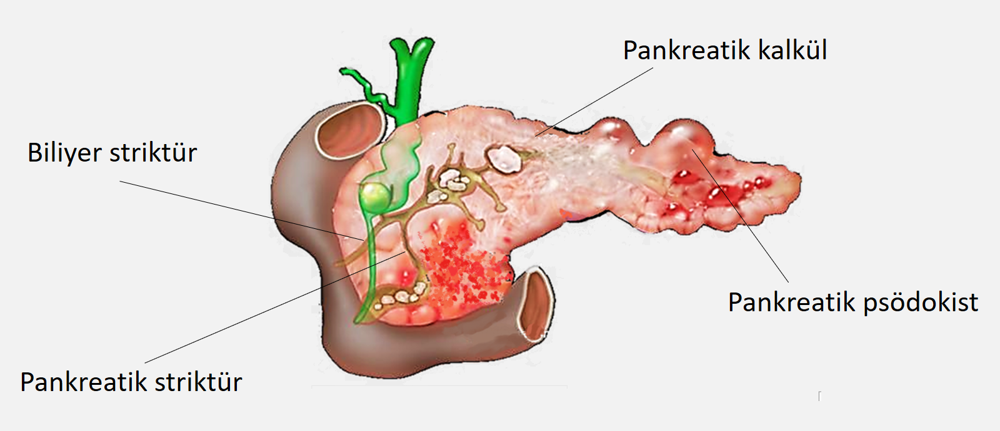 Pankreatik kalkül
Biliyer striktür
Pankreatik psödokist
Pankreatik striktür